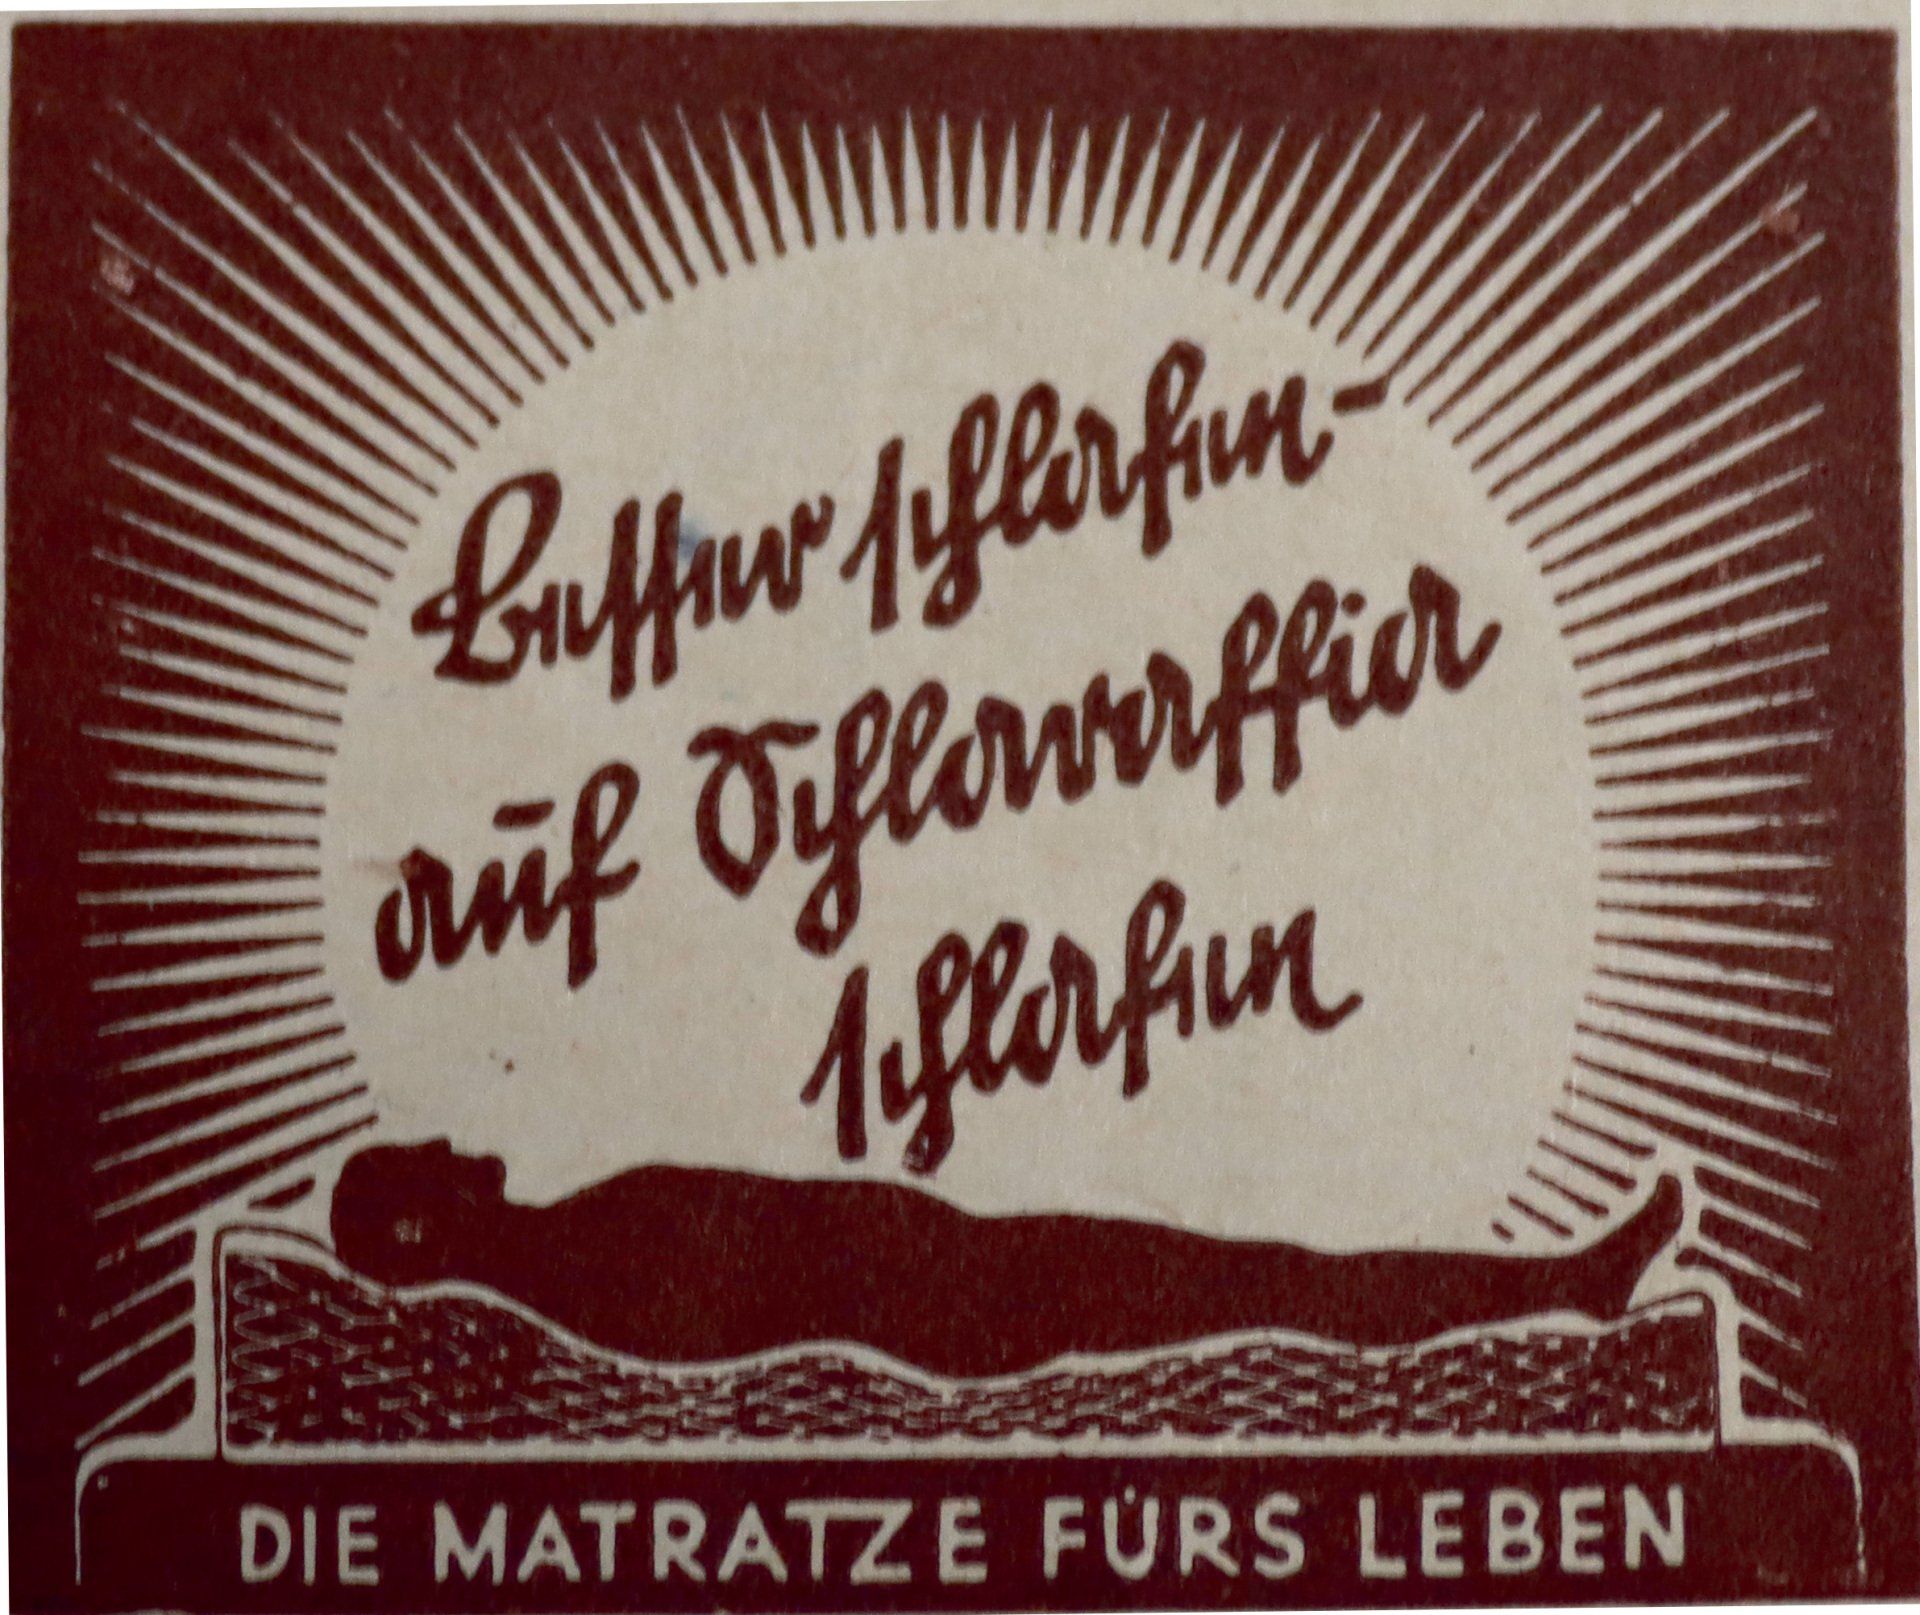 Besser schlafen-
auf Schlaraffia
schlafen
DIE MATRATZE FÜRS LEBEN